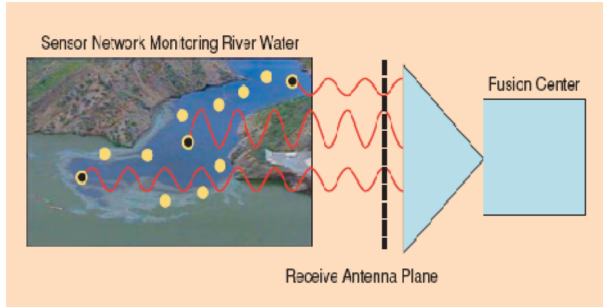 Sensor Network Monitoring River Water
Fusion Center
Receive Antenna Plane